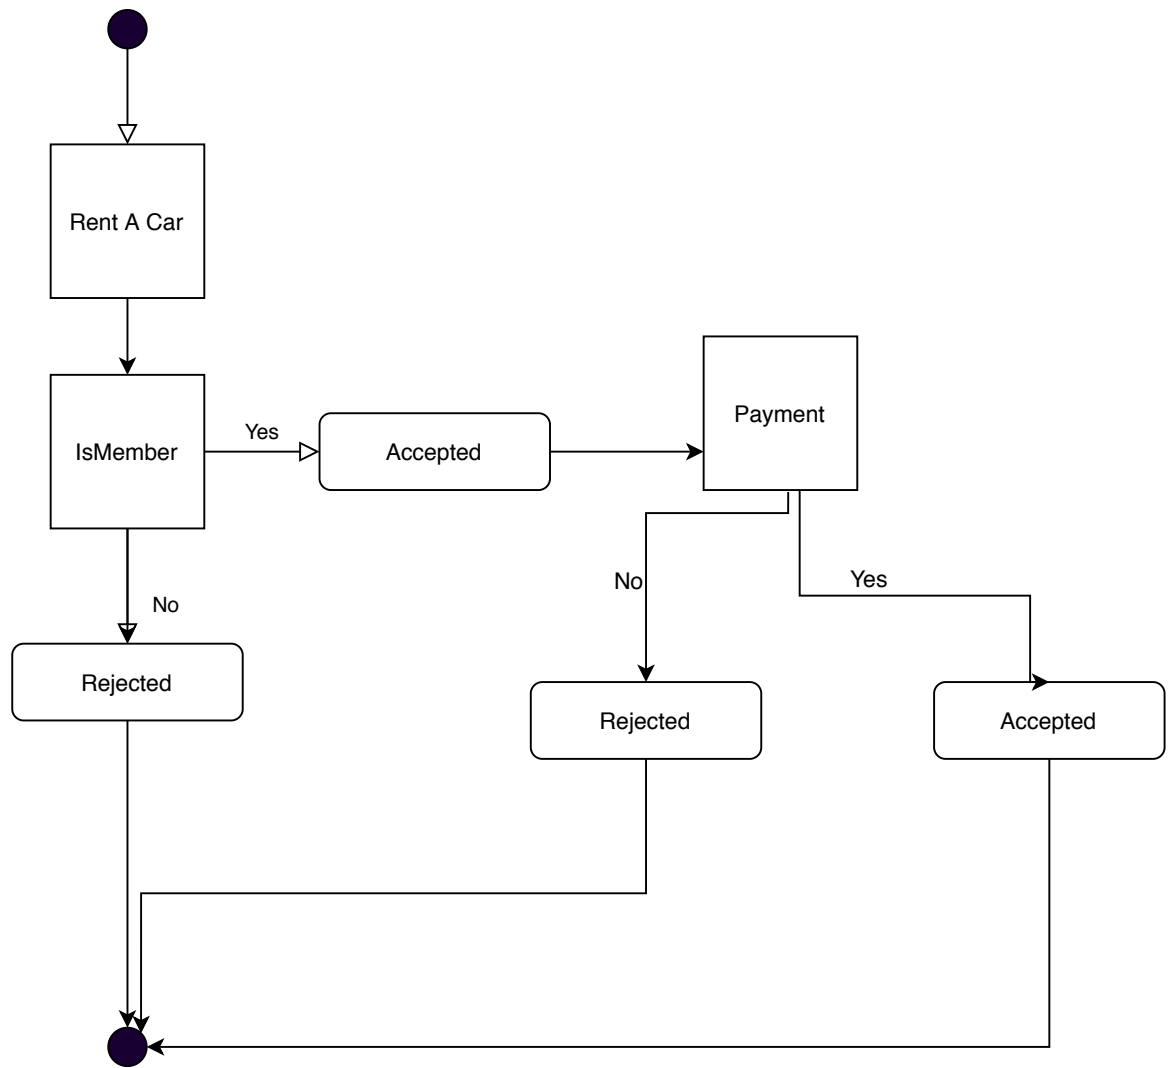 Rent A Car
Payment
Yes
IsMember
Accepted
No
Yes
No
Rejected
Rejected
Accepted